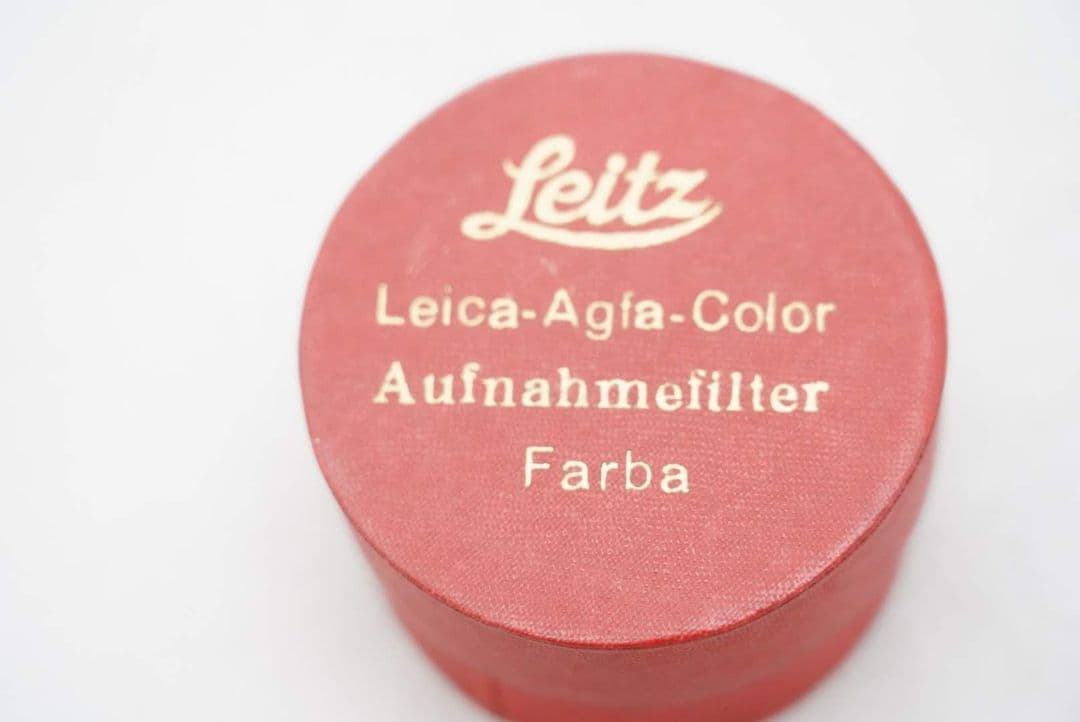 Leitz
Leica-Agfa-Color
Aufnahmefilter
Farba